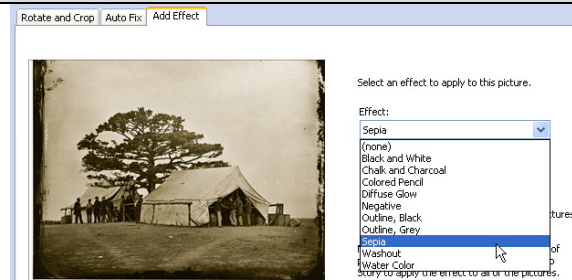 Rotate and Crop Auto Fix Add Effect
Select an effect to apply to this picture.
Effect:
Sepia
(none)
Black and White
Chalk and Charcoal
Colored Pencil
Diffuse Glow
Negative
Outline, Black
Outline, Grey
Sepia
Washout
Water Color
of
Story to apply the effect to all of the pictures.